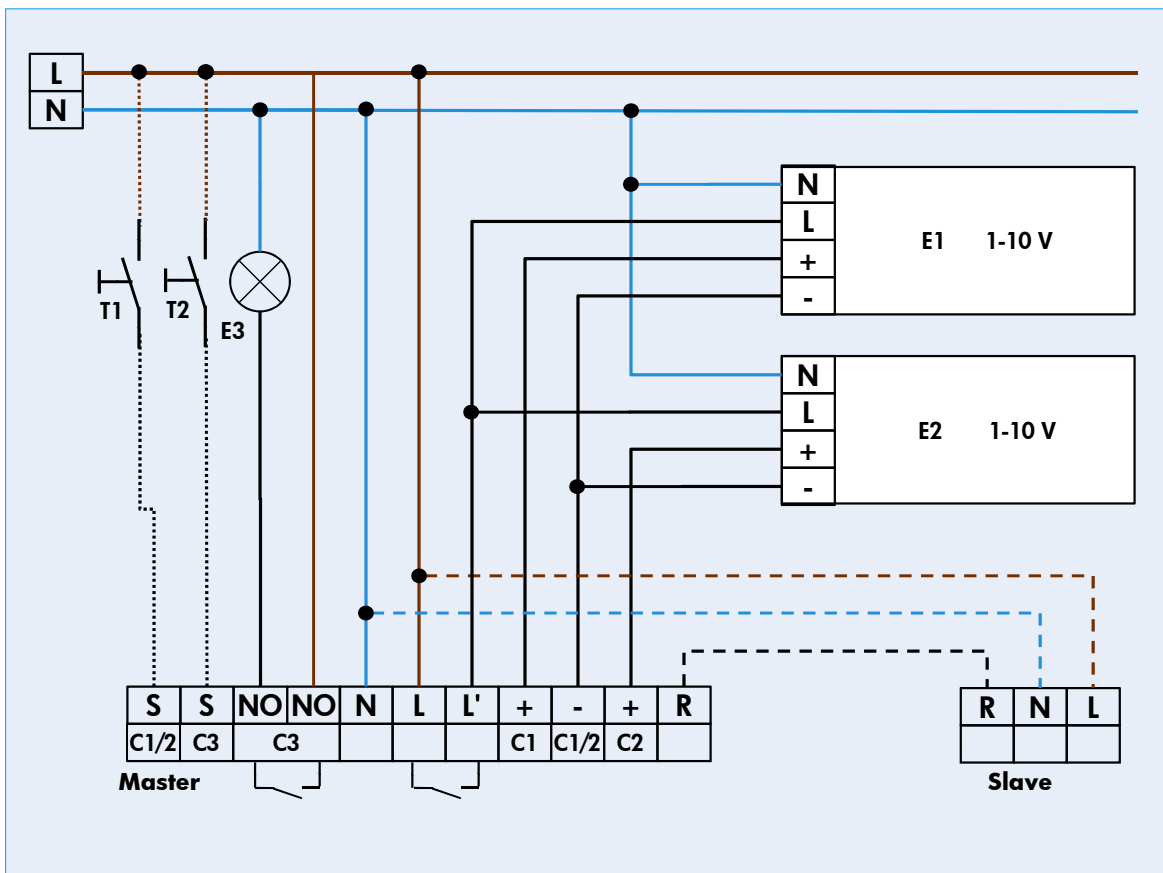 L
N
N
L
E1 1-10 V
+
-
T1 T2
E3
N
L
E2 1-10 V
+
-
S S NO NO N L L' + - + R
C1/2 C3 C3 C1 C1/2 C2
R N L
Master
Slave